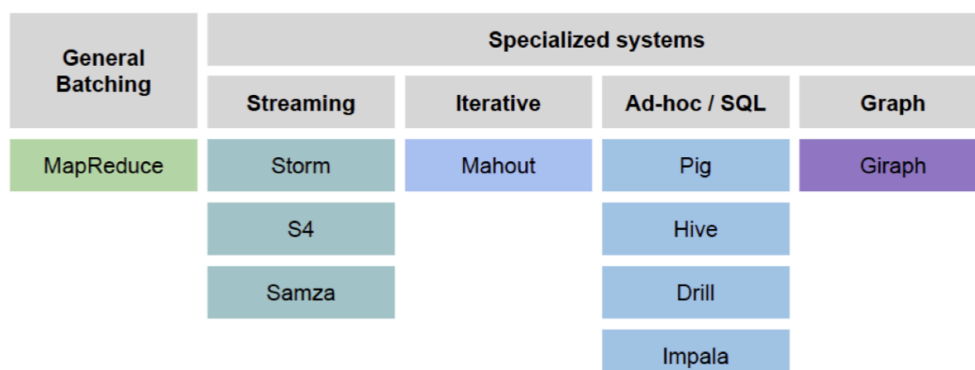 General
Batching
Specialized systems
Streaming
Iterative
Ad-hoc / SQL
Graph
MapReduce
Storm
Mahout
Pig
Giraph
S4
Hive
Samza
Drill
Impala